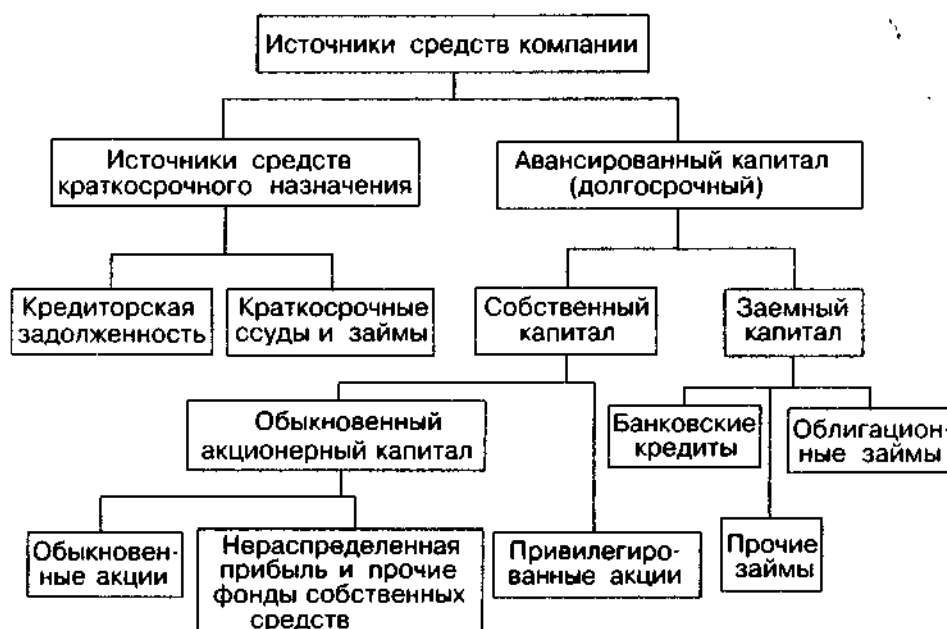 Источники средств компании
Источники средств
краткосрочного назначения
Авансированный капитал
(долгосрочный)
Кредиторская
задолженность
Краткосрочные
ссуды и займы
Собственный
капитал
Заемный
капитал
Обыкновенный
акционерный капитал
Банковские
кредиты
Облигацион-
ные займы
Обыкновен-
ные акции
Нераспределенная
прибыль и прочие
фонды собственных
средств
Привилегиро-
ванные акции
Прочие
займы